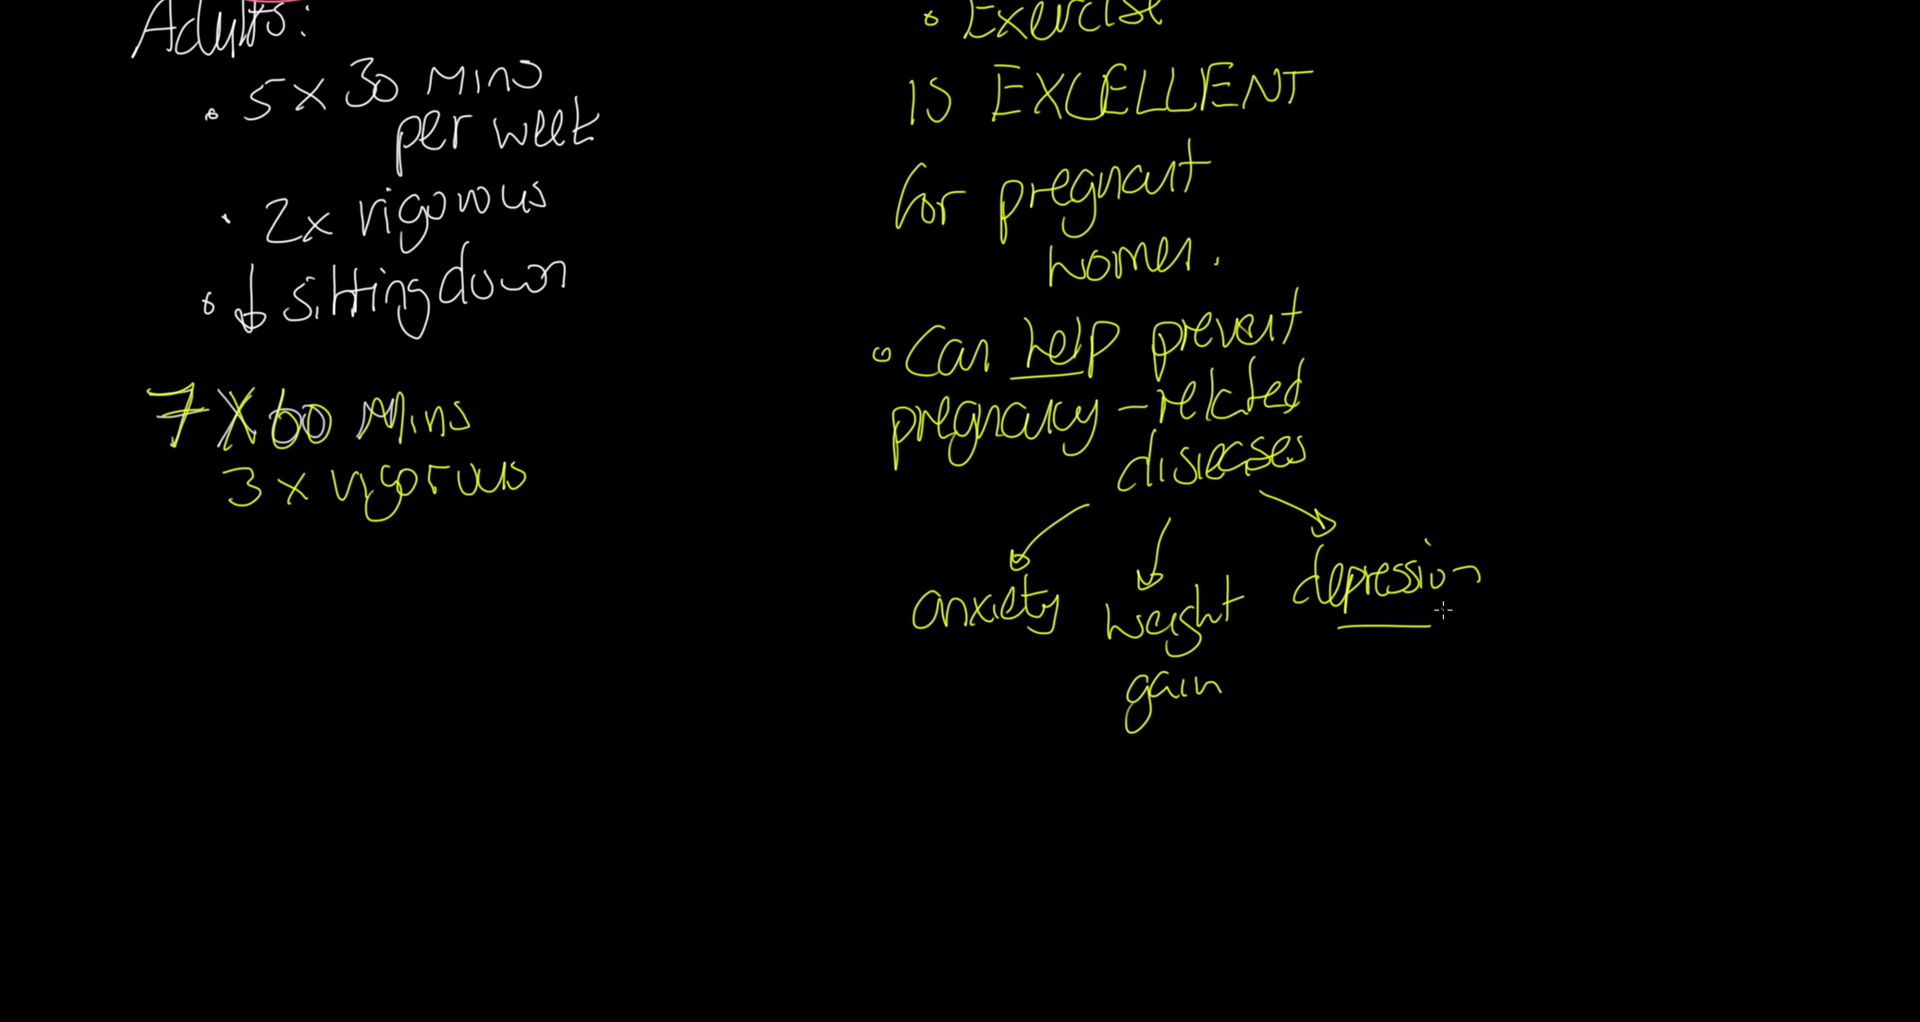 Adults:
• 5 x 30 mins
per week
• 2x rigorous
• ↓ sitting down
7 X 60 Mins
3 x vigorous
• Exercise
is EXCELLENT
for pregnant
women.
• Can help prevent
pregnancy - related
diseases
anxiety
weight
gain
depression